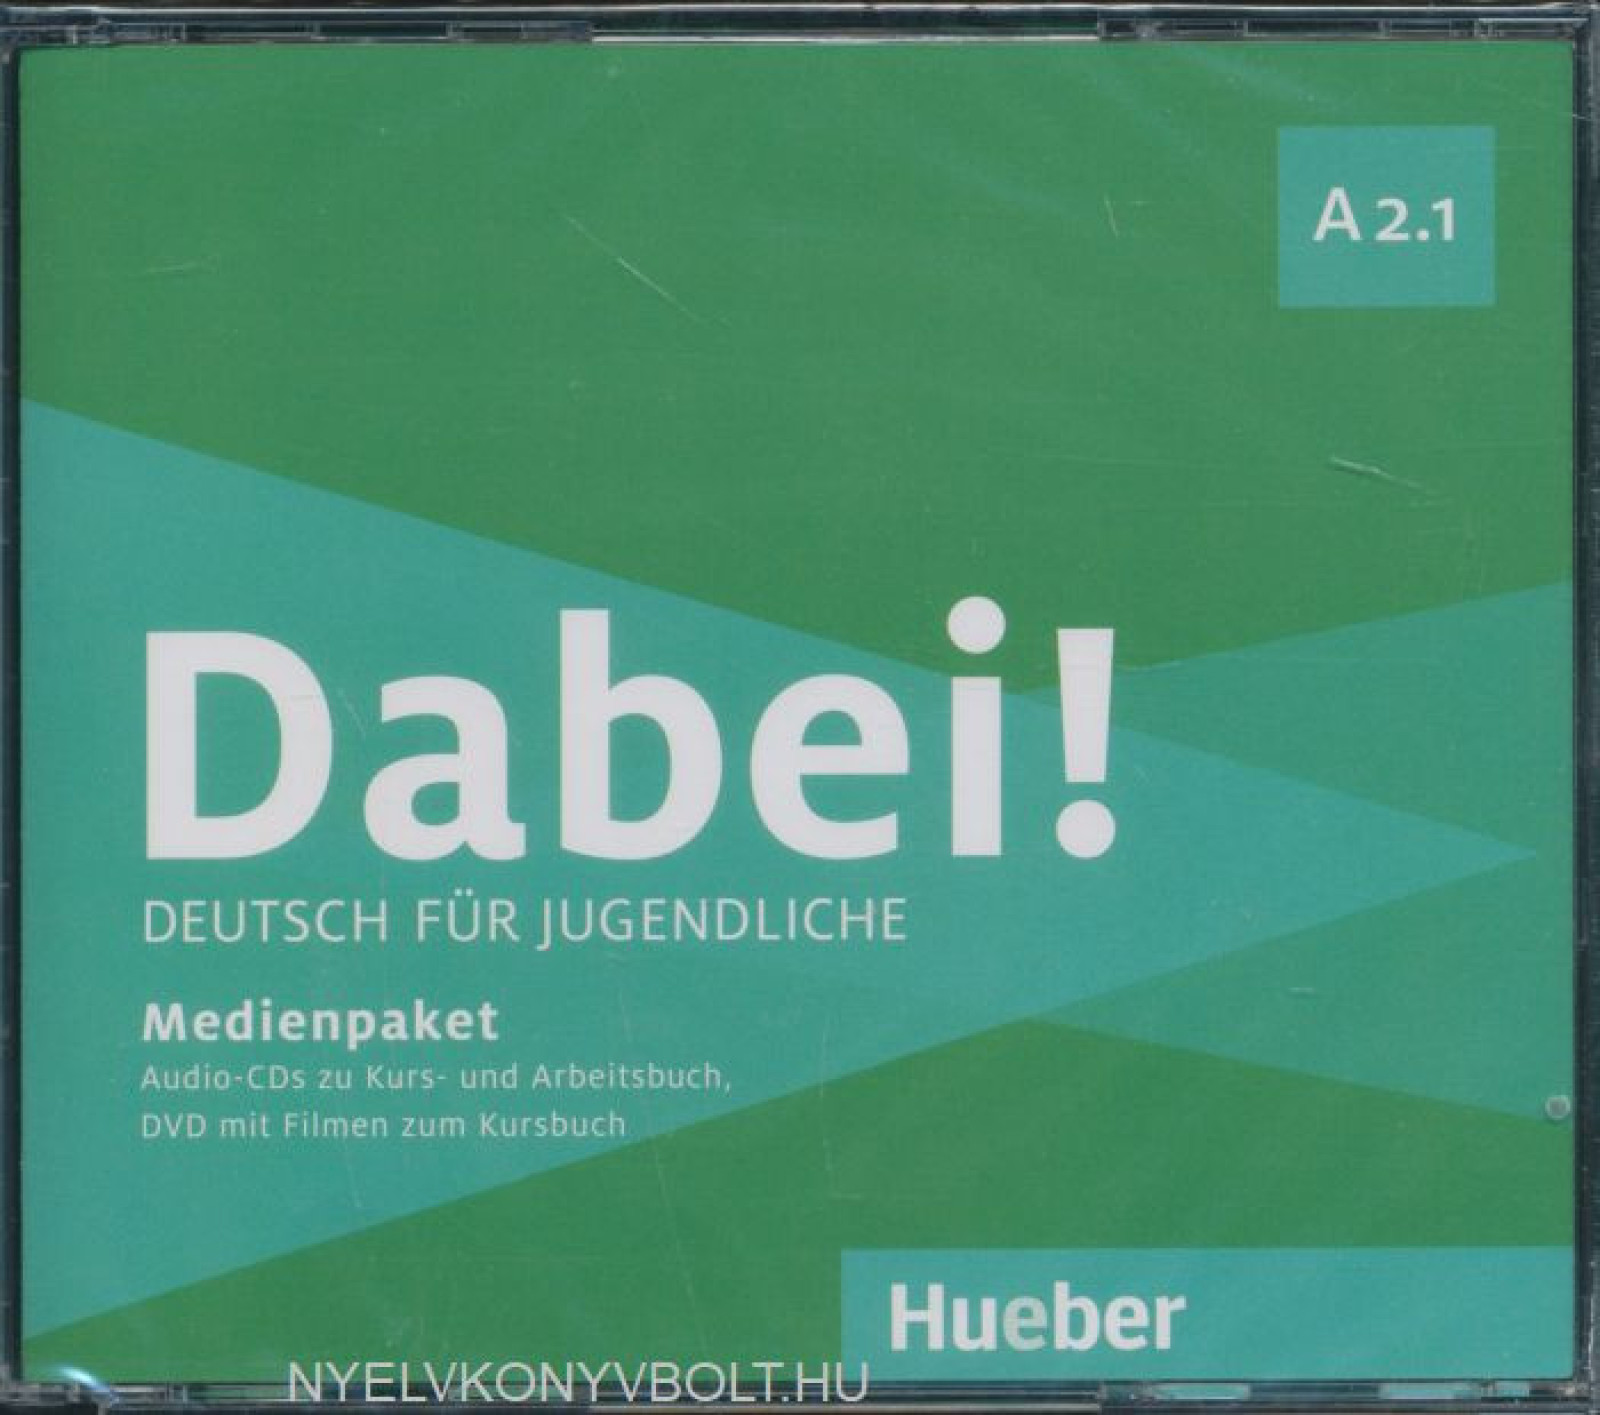 A2.1
Dabei!
DEUTSCH FÜR JUGENDLICHE
Medienpaket
Audio-CDs zu Kurs- und Arbeitsbuch,
DVD mit Filmen zum Kursbuch
Hueber
NYELVKONYVBOLT.HU